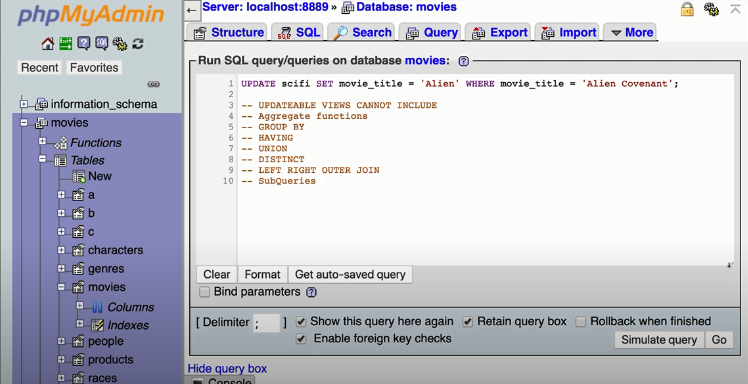 phpMyAdmin
Recent Favorites
information_schema
movies
Functions
Tables
New
a
b
c
characters
genres
movies
Columns
Indexes
people
products
races
Server: localhost:8889 » Database: movies
Structure SQL Search Query Export Import More
Run SQL query/queries on database movies:
1 UPDATE scifi SET movie_title = 'Alien' WHERE movie_title = 'Alien Covenant';
2
3 -- UPDATEABLE VIEWS CANNOT INCLUDE
4 -- Aggregate functions
5 -- GROUP BY
6 -- HAVING
7 -- UNION
8 -- DISTINCT
9 -- LEFT RIGHT OUTER JOIN
10 -- SubQueries
Clear Format Get auto-saved query
Bind parameters
[ Delimiter ; ] Show this query here again Retain query box Rollback when finished
Enable foreign key checks
Simulate query Go
Hide query box
Console